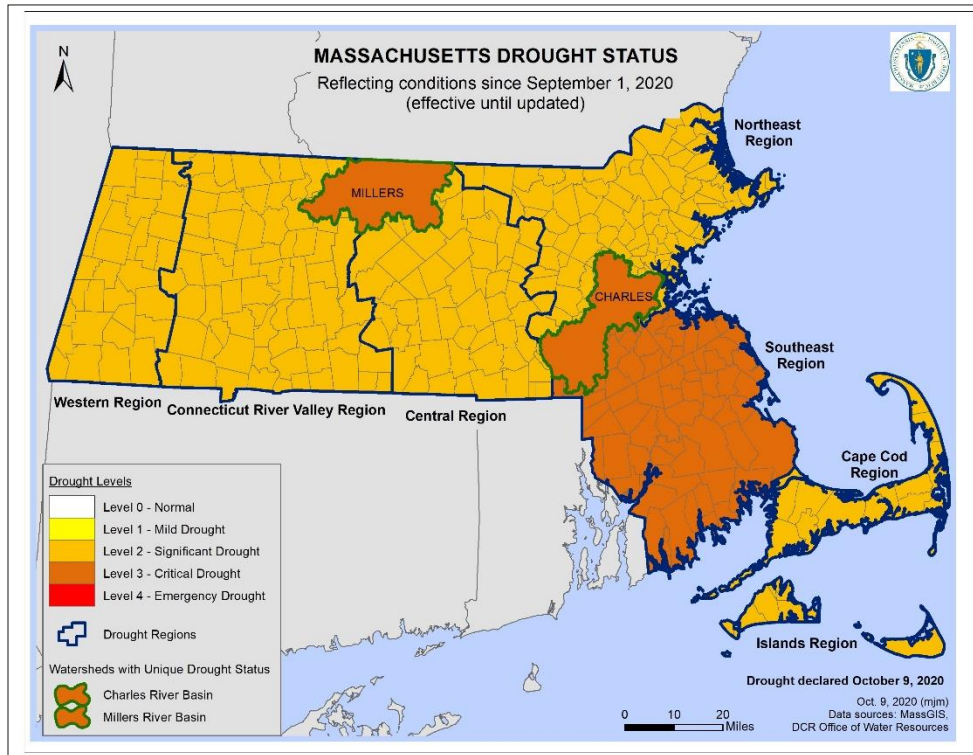 N
MASSACHUSETTS DROUGHT STATUS
Reflecting conditions since September 1, 2020
(effective until updated)
Northeast
Region
MILLERS
CHARLES
Southeast
Region
Western Region
Connecticut River Valley Region
Central Region
Cape Cod
Region
Islands Region
Drought Levels
Level 0 - Normal
Level 1 - Mild Drought
Level 2 - Significant Drought
Level 3 - Critical Drought
Level 4 - Emergency Drought
Drought Regions
Watersheds with Unique Drought Status
Charles River Basin
Millers River Basin
Drought declared October 9, 2020
Oct. 9, 2020 (mjm)
Data sources: MassGIS,
DCR Office of Water Resources
0 10 20
Miles